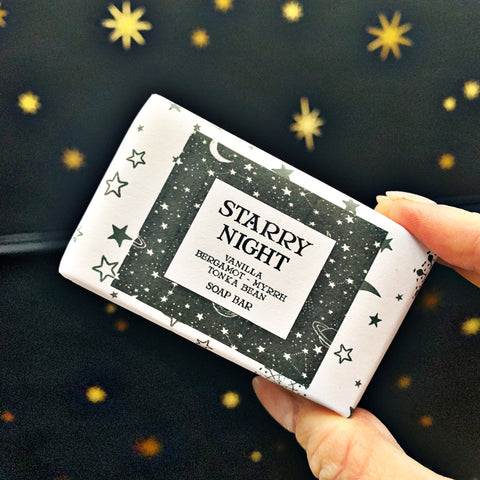 STARRY
NIGHT
VANILLA
BERGAMOT · MYRRH
TONKA BEAN
SOAP BAR